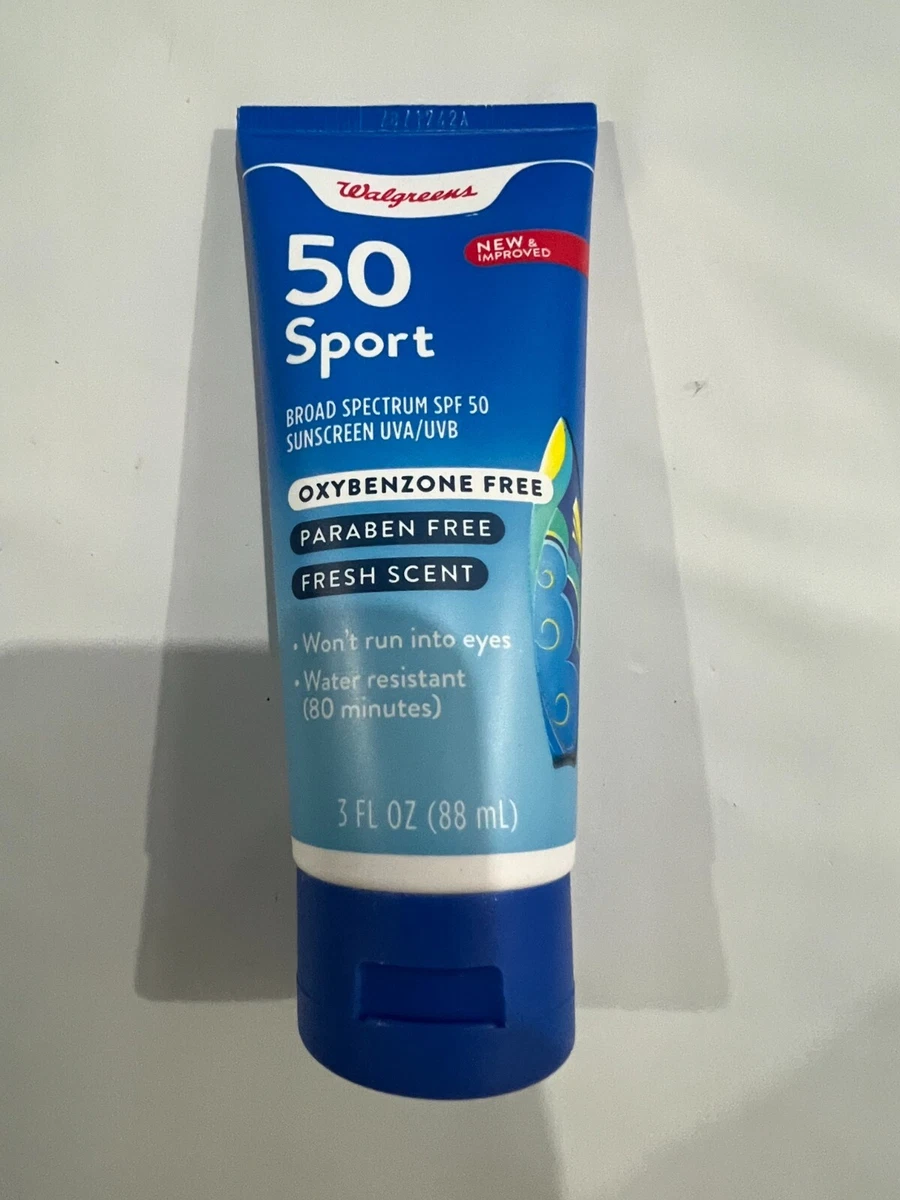 Walgreens
50
NEW &
IMPROVED
Sport
BROAD SPECTRUM SPF 50
SUNSCREEN UVA/UVB
OXYBENZONE FREE
PARABEN FREE
FRESH SCENT
• Won't run into eyes
• Water resistant
(80 minutes)
3 FL OZ (88 mL)